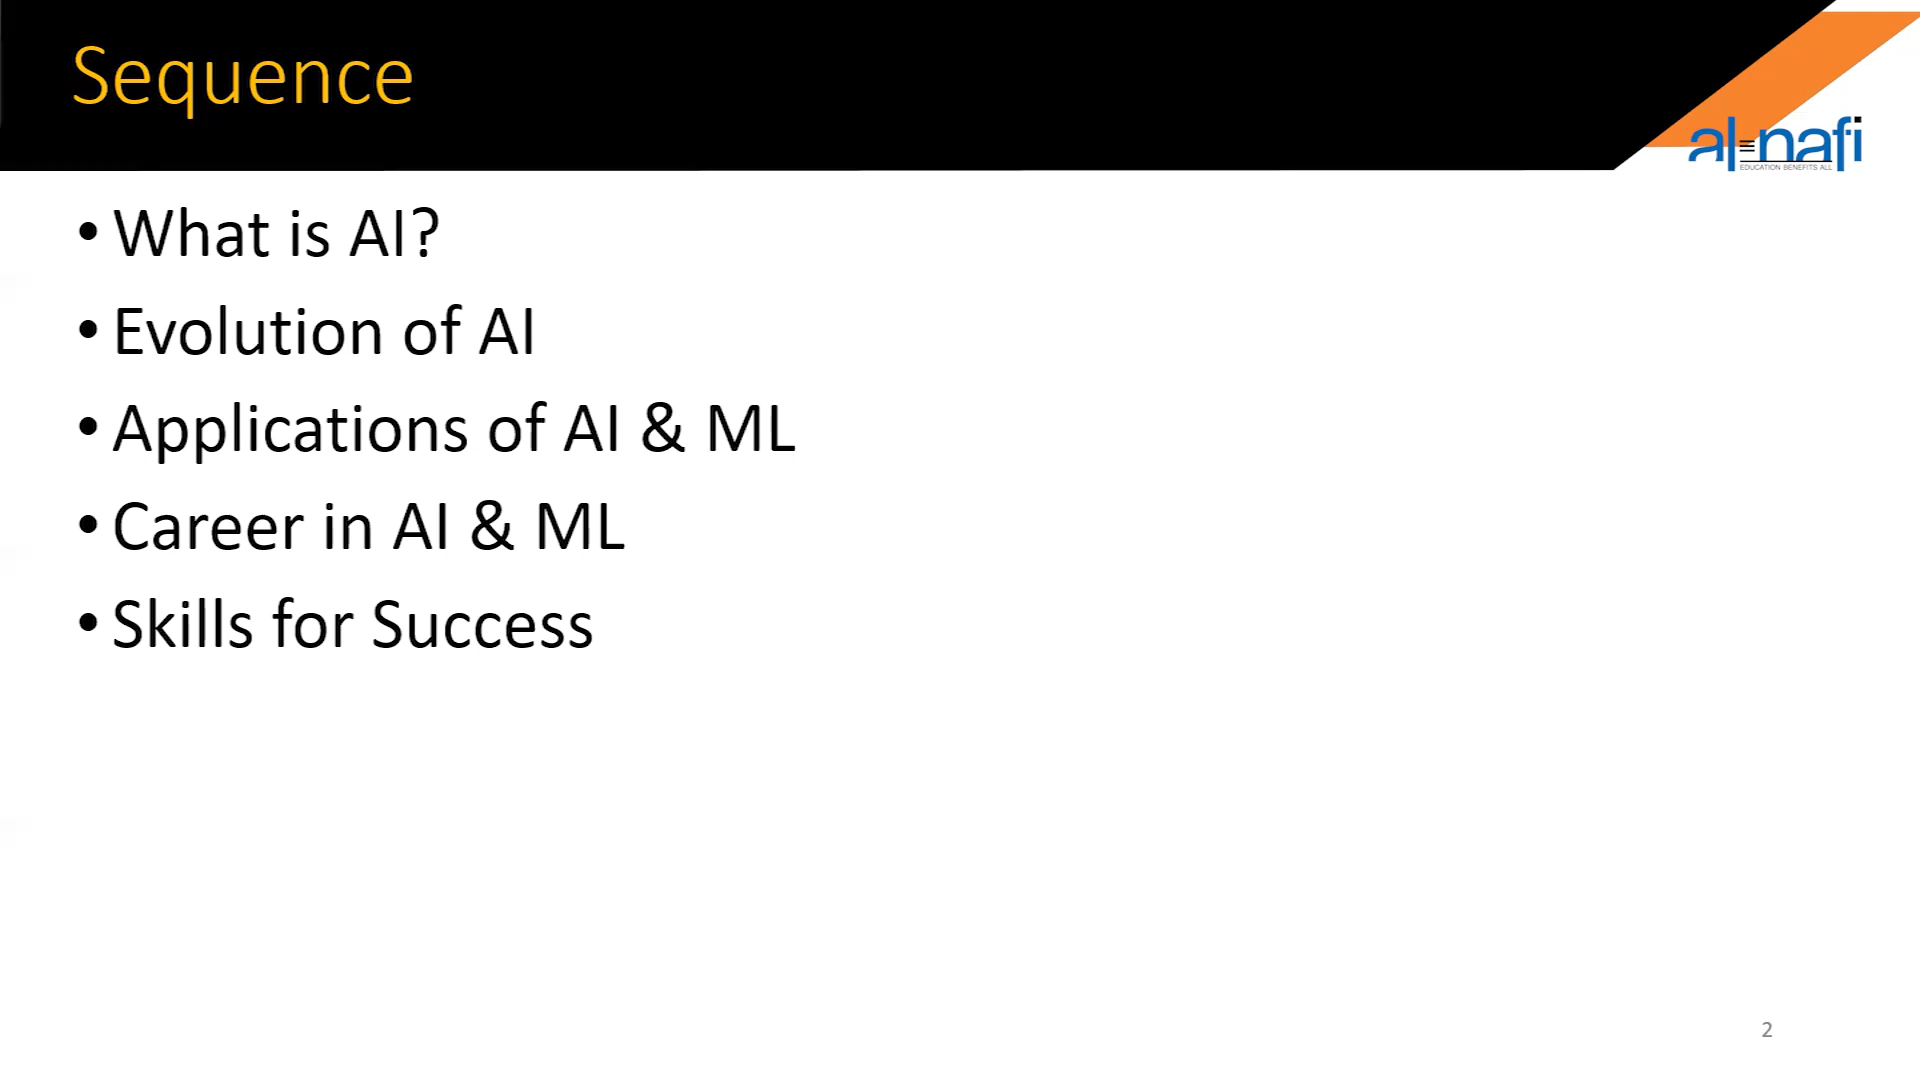 Sequence
al-nafi
EDUCATION BENEFITS ALL
• What is AI?
• Evolution of AI
• Applications of AI & ML
• Career in AI & ML
• Skills for Success
2